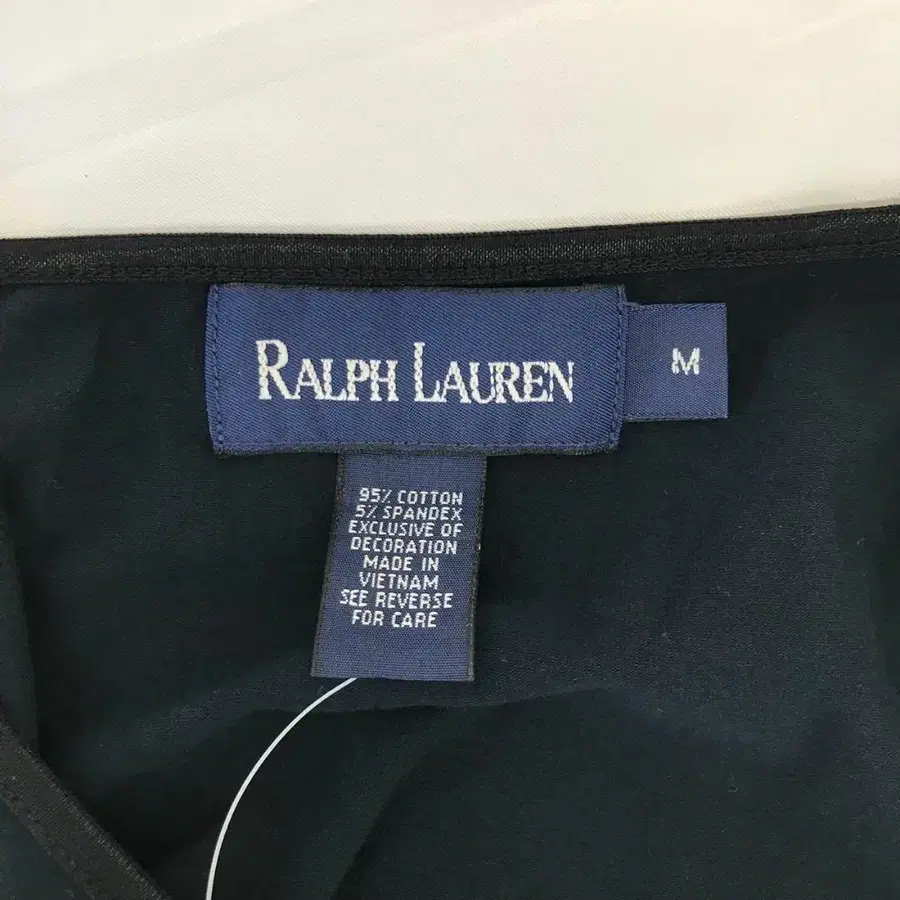 RALPH LAUREN
M
95% COTTON
5% SPANDEX
EXCLUSIVE OF
DECORATION
MADE IN
VIETNAM
SEE REVERSE
FOR CARE